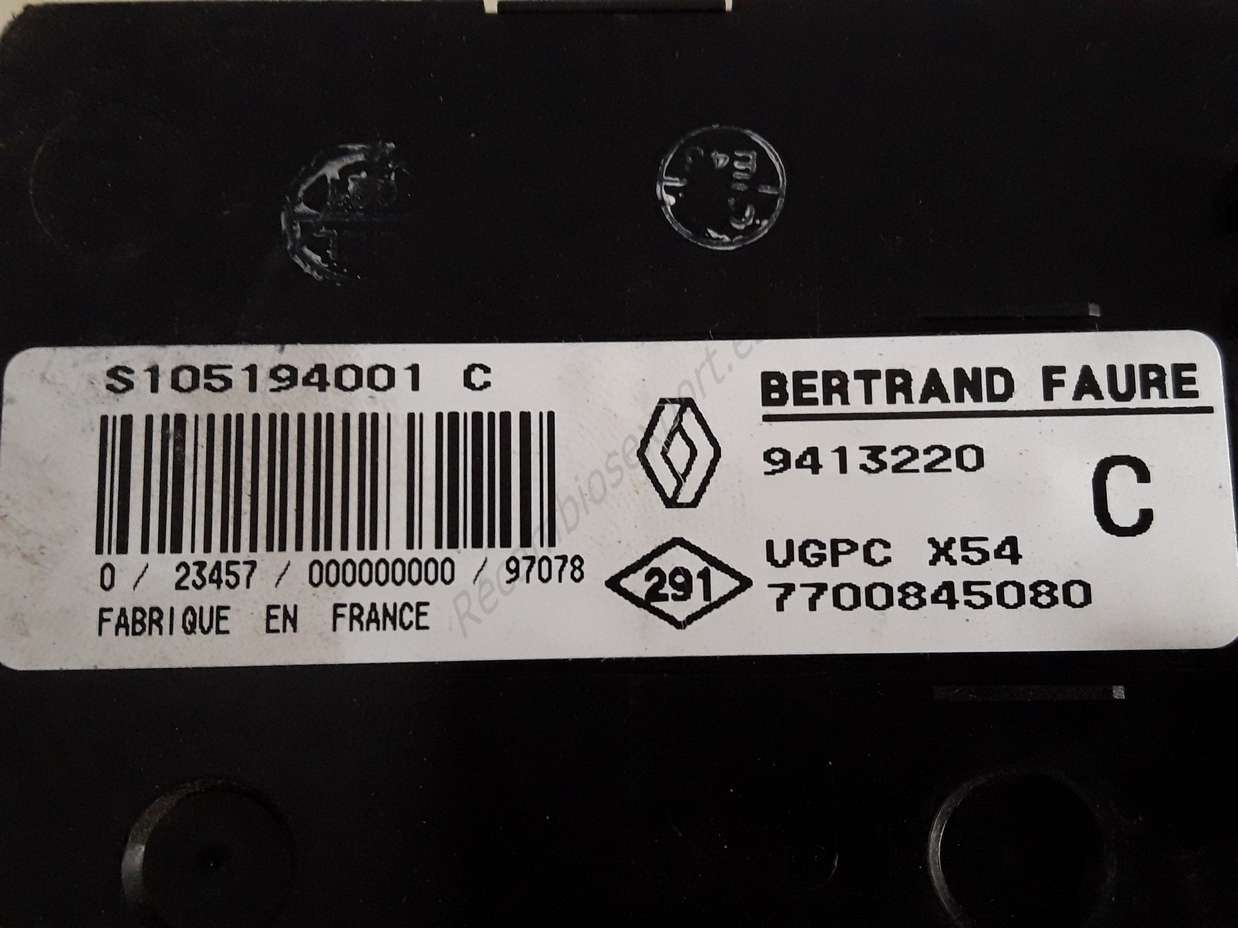 S105194001 C
0 / 23457 / 000000000 / 97078
FABRIQUE EN FRANCE
BERTRAND FAURE
9413220
C
UGPC X54
291
7700845080